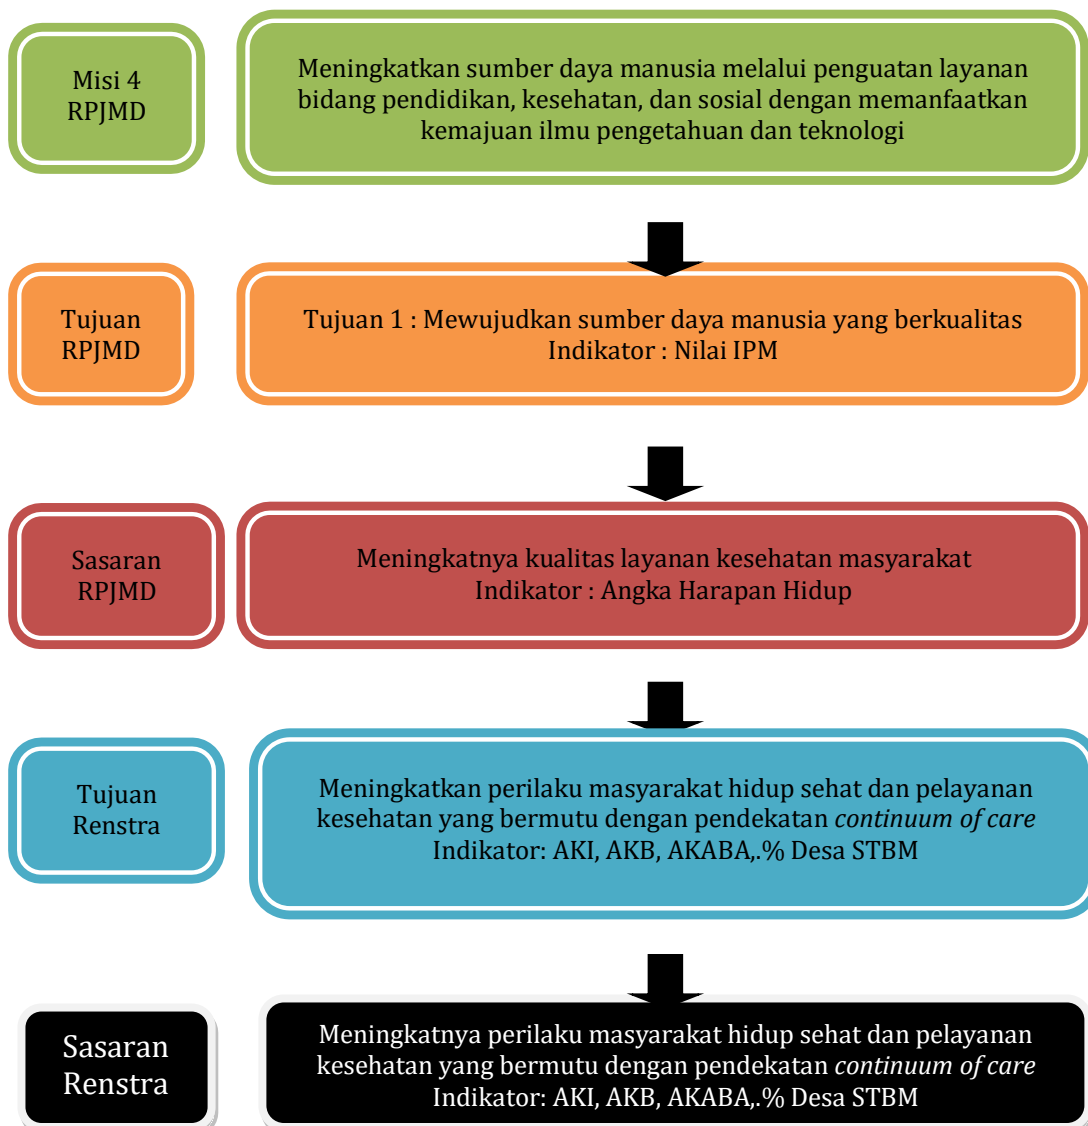 Misi 4
RPJMD
Meningkatkan sumber daya manusia melalui penguatan layanan
bidang pendidikan, kesehatan, dan sosial dengan memanfaatkan
kemajuan ilmu pengetahuan dan teknologi
Tujuan
RPJMD
Tujuan 1 : Mewujudkan sumber daya manusia yang berkualitas
Indikator : Nilai IPM
Sasaran
RPJMD
Meningkatnya kualitas layanan kesehatan masyarakat
Indikator : Angka Harapan Hidup
Tujuan
Renstra
Meningkatkan perilaku masyarakat hidup sehat dan pelayanan
kesehatan yang bermutu dengan pendekatan continuum of care
Indikator: AKI, AKB, AKABA,.% Desa STBM
Sasaran
Renstra
Meningkatnya perilaku masyarakat hidup sehat dan pelayanan
kesehatan yang bermutu dengan pendekatan continuum of care
Indikator: AKI, AKB, AKABA,.% Desa STBM